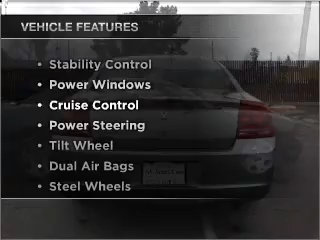 VEHICLE FEATURES
• Stability Control
• Power Windows
• Cruise Control
• Power Steering
• Tilt Wheel
• Dual Air Bags
• Steel Wheels